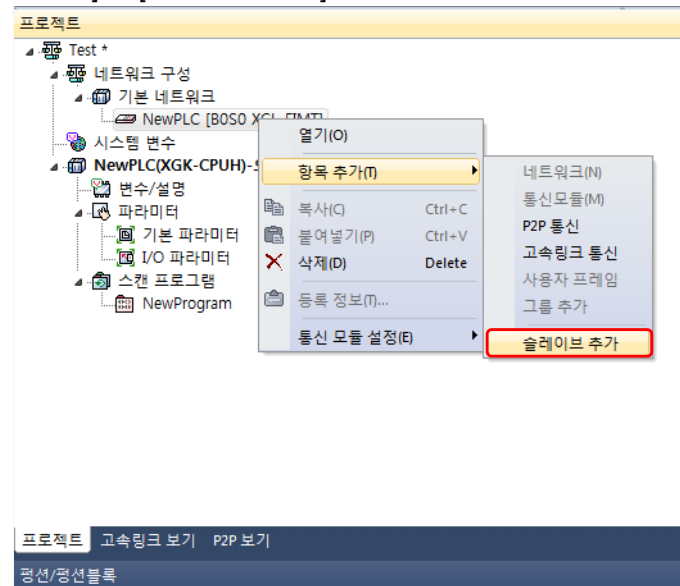 프로젝트
Test *
네트워크 구성
기본 네트워크
NewPLC [B0S0 XGL-EIMT]
시스템 변수
NewPLC(XGK-CPUH)-
변수/설명
파라미터
기본 파라미터
I/O 파라미터
스캔 프로그램
NewProgram
열기(O)
항목 추가(T)
복사(C) Ctrl+C
붙여넣기(P) Ctrl+V
삭제(D) Delete
등록 정보(T)...
통신 모듈 설정(E)
네트워크(N)
통신모듈(M)
P2P 통신
고속링크 통신
사용자 프레임
그룹 추가
슬레이브 추가
프로젝트 고속링크 보기 P2P 보기
평션/평션블록